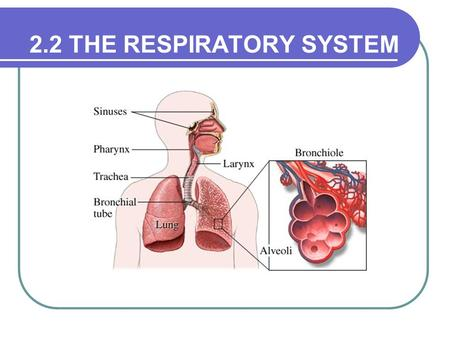 2.2 THE RESPIRATORY SYSTEM
Sinuses
Pharynx
Larynx
Trachea
Bronchial
tube
Lung
Bronchiole
Alveoli